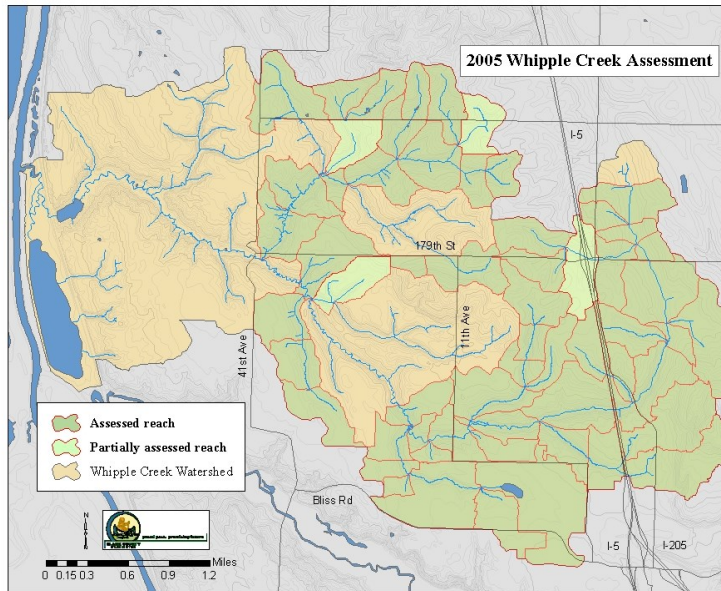 2005 Whipple Creek Assessment
I-5
179th St
11th Ave
41st Ave
Assessed reach
Partially assessed reach
Whipple Creek Watershed
Bliss Rd
N
I-5
I-205
Miles
0 0.15 0.3 0.6 0.9 1.2